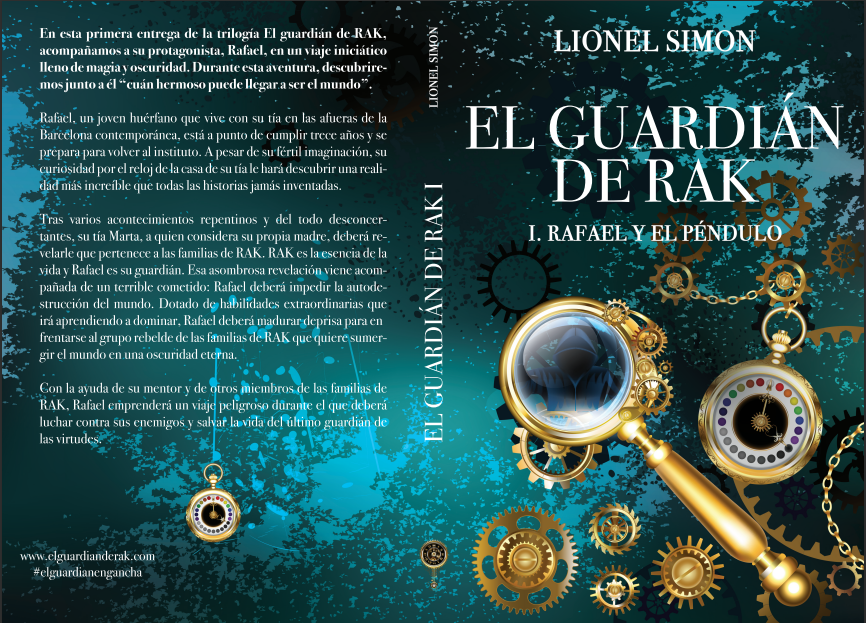 En esta primera entrega de la trilogía El guardián de RAK,
acompañamos a su protagonista, Rafael, en un viaje iniciático
lleno de magia y oscuridad. Durante esta aventura, descubrire-
mos junto a él “cuán hermoso puede llegar a ser el mundo”.
Rafael, un joven huérfano que vive con su tía en las afueras de la
Barcelona contemporánea, está a punto de cumplir trece años y se
prepara para volver al instituto. A pesar de su fértil imaginación, su
curiosidad por el reloj de la casa de su tía le hará descubrir una reali-
dad más increíble que todas las historias jamás inventadas.
Tras varios acontecimientos repentinos y del todo desconcer-
tantes, su tía Marta, a quien considera su propia madre, deberá re-
velarle que pertenece a las familias de RAK. RAK es la esencia de la
vida y Rafael es su guardián. Esa asombrosa revelación viene acom-
pañada de un terrible cometido: Rafael deberá impedir la autode-
strucción del mundo. Dotado de habilidades extraordinarias que
irá aprendiendo a dominar, Rafael deberá madurar deprisa para en
frentarse al grupo rebelde de las familias de RAK que quiere sumer-
gir el mundo en una oscuridad eterna.
Con la ayuda de su mentor y de otros miembros de las familias de
RAK, Rafael emprenderá un viaje peligroso durante el que deberá
luchar contra sus enemigos y salvar la vida del último guardián de
las virtudes.
www.elguardianderak.com
#elguardianengancha
LIONEL SIMON
EL GUARDIÁN DE RAK I
LIONEL SIMON
EL GUARDIÁN
DE RAK
I. RAFAEL Y EL PÉNDULO